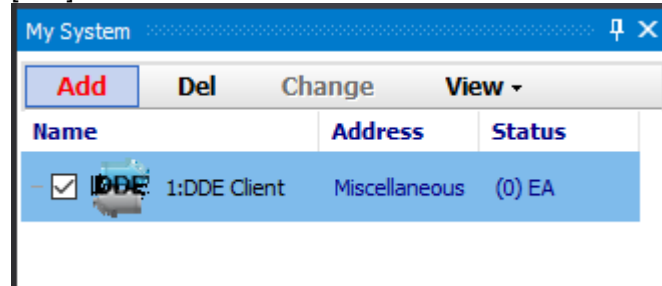 My System
Add Del Change View
Name Address Status
DDE 1:DDE Client Miscellaneous (0) EA